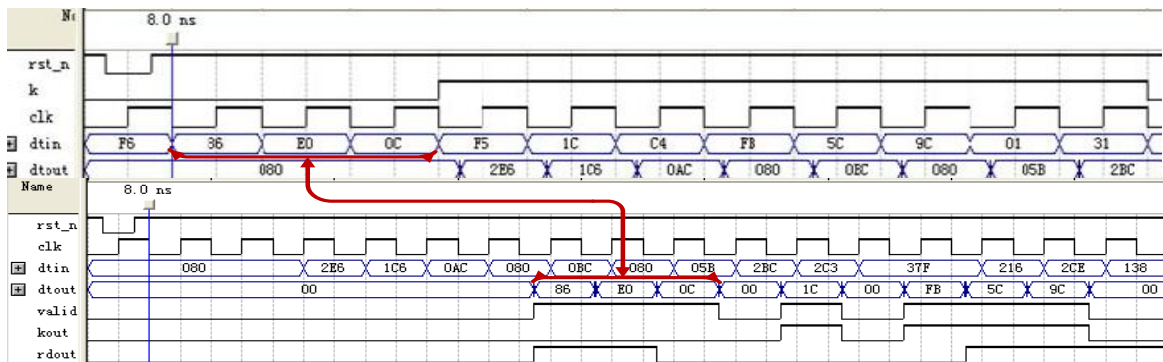 8.0 ns
rst_n
k
clk
dtin F6 86 E0 0C F5 1C C4 FB 5C 9C 01 31
dtout 080 2E6 1C6 0AC 080 0BC 080 05B 2BC
Name 8.0 ns
rst_n
clk
dtin 080 2E6 1C6 0AC 080 0BC 080 05B 2BC 2C3 37F 216 2CE 138
dtout 00 86 E0 0C 00 1C 00 FB 5C 9C 00
valid
kout
rdout